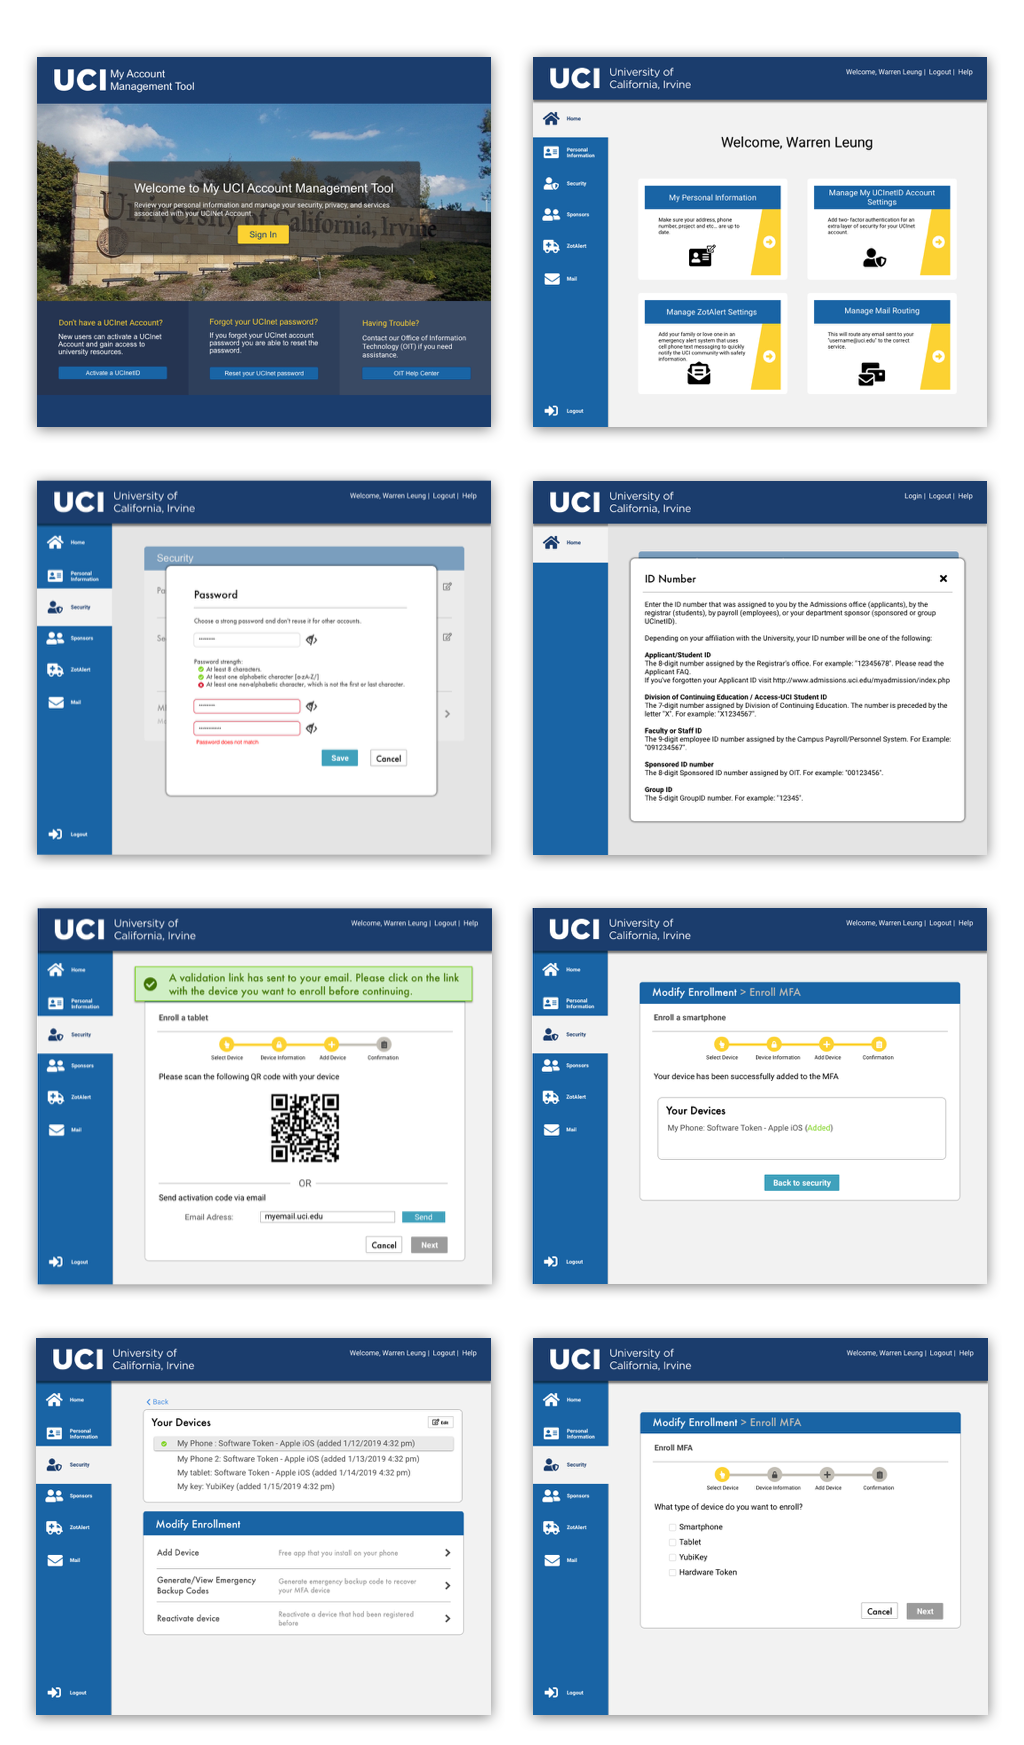 UCI My Account
Management Tool
University of California, Irvine
Welcome to My UCI Account Management Tool
Review your personal information and manage your security, privacy, and services
associated with your UCINet Account.
Sign In
Don't have a UCInet Account?
New users can activate a UCInet
Account and gain access to
university resources.
Activate a UCInetID
Forgot your UCInet password?
If you forgot your UCInet account
password you are able to reset the
password.
Reset your UCInet password
Having Trouble?
Contact our Office of Information
Technology (OIT) if you need
assistance.
OIT Help Center
UCI University of
California, Irvine
Welcome, Warren Leung | Logout | Help
Home
Personal
Information
Security
Sponsors
ZotAlert
Mail
Logout
Welcome, Warren Leung
My Personal Information
Make sure your address, phone
number, project and etc... are up to
date.
Manage My UCInetID Account
Settings
Add two- factor authentication for an
extra layer of security for your UCInet
account.
Manage ZotAlert Settings
Add your family or love one in an
emergency alert system that uses
cell phone text messaging to quickly
notify the UCI community with safety
information.
Manage Mail Routing
This will route any email sent to your
"username@uci.edu" to the correct
service.
UCI University of
California, Irvine
Welcome, Warren Leung | Logout | Help
Home
Personal
Information
Security
Sponsors
ZotAlert
Mail
Logout
Security
Pa
Se
M
Password
Choose a strong password and don't reuse it for other accounts.
Password strength:
At least 8 characters.
At least one alphabetic character [a-zA-Z/]
At least one non-alphabetic character, which is not the first or last character.
Password does not match
Save
Cancel
UCI University of
California, Irvine
Login | Logout | Help
Home
ID Number
Enter the ID number that was assigned to you by the Admissions office (applicants), by the
registrar (students), by payroll (employees), or your department sponsor (sponsored or group
UCInetID).
Depending on your affiliation with the University, your ID number will be one of the following:
Applicant/Student ID
The 8-digit number assigned by the Registrar's office. For example: "12345678". Please read the
Applicant FAQ.
If you've forgotten your Applicant ID visit http://www.admissions.uci.edu/myadmission/index.php
Division of Continuing Education / Access-UCI Student ID
The 7-digit number assigned by Division of Continuing Education. The number is preceded by the
letter "X". For example: "X1234567".
Faculty or Staff ID
The 9-digit employee ID number assigned by the Campus Payroll/Personnel System. For Example:
"091234567".
Sponsored ID number
The 8-digit Sponsored ID number assigned by OIT. For example: "00123456".
Group ID
The 5-digit GroupID number. For example: "12345".
UCI University of
California, Irvine
Welcome, Warren Leung | Logout | Help
Home
Personal
Information
Security
Sponsors
ZotAlert
Mail
Logout
A validation link has sent to your email. Please click on the link
with the device you want to enroll before continuing.
Enroll a tablet
Select Device
Device Information
Add Device
Confirmation
Please scan the following QR code with your device
OR
Send activation code via email
Email Adress:
myemail.uci.edu
Send
Cancel
Next
UCI University of
California, Irvine
Welcome, Warren Leung | Logout | Help
Home
Personal
Information
Security
Sponsors
ZotAlert
Mail
Logout
Modify Enrollment > Enroll MFA
Enroll a smartphone
Select Device
Device Information
Add Device
Confirmation
Your device has been successfully added to the MFA
Your Devices
My Phone: Software Token - Apple iOS (Added)
Back to security
UCI University of
California, Irvine
Welcome, Warren Leung | Logout | Help
Home
Personal
Information
Security
Sponsors
ZotAlert
Mail
Logout
Back
Your Devices
Edit
My Phone : Software Token - Apple iOS (added 1/12/2019 4:32 pm)
My Phone 2: Software Token - Apple iOS (added 1/13/2019 4:32 pm)
My tablet: Software Token - Apple iOS (added 1/14/2019 4:32 pm)
My key: YubiKey (added 1/15/2019 4:32 pm)
Modify Enrollment
Add Device
Free app that you install on your phone
Generate/View Emergency
Backup Codes
Generate emergency backup code to recover
your MFA device
Reactivate device
Reactivate a device that had been registered
before
UCI University of
California, Irvine
Welcome, Warren Leung | Logout | Help
Home
Personal
Information
Security
Sponsors
ZotAlert
Mail
Logout
Modify Enrollment > Enroll MFA
Enroll MFA
Select Device
Device Information
Add Device
Confirmation
What type of device do you want to enroll?
Smartphone
Tablet
YubiKey
Hardware Token
Cancel
Next